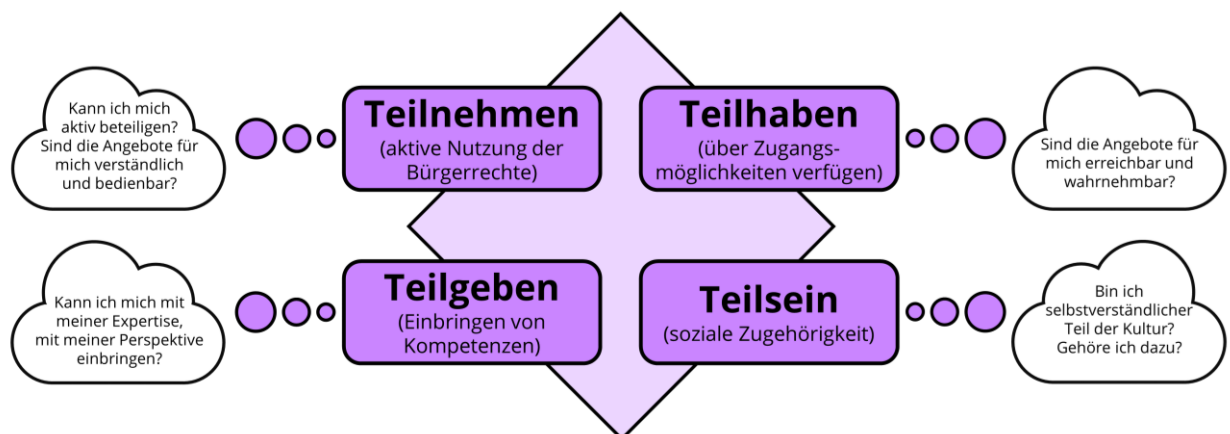 Kann ich mich
aktiv beteiligen?
Sind die Angebote für
mich verständlich
und bedienbar?
Teilnehmen
(aktive Nutzung der
Bürgerrechte)
Teilhaben
(über Zugangs-
möglichkeiten verfügen)
Sind die Angebote für
mich erreichbar und
wahrnehmbar?
Kann ich mich mit
meiner Expertise,
mit meiner Perspektive
einbringen?
Teilgeben
(Einbringen von
Kompetenzen)
Teilsein
(soziale Zugehörigkeit)
Bin ich
selbstverständlicher
Teil der Kultur?
Gehöre ich dazu?